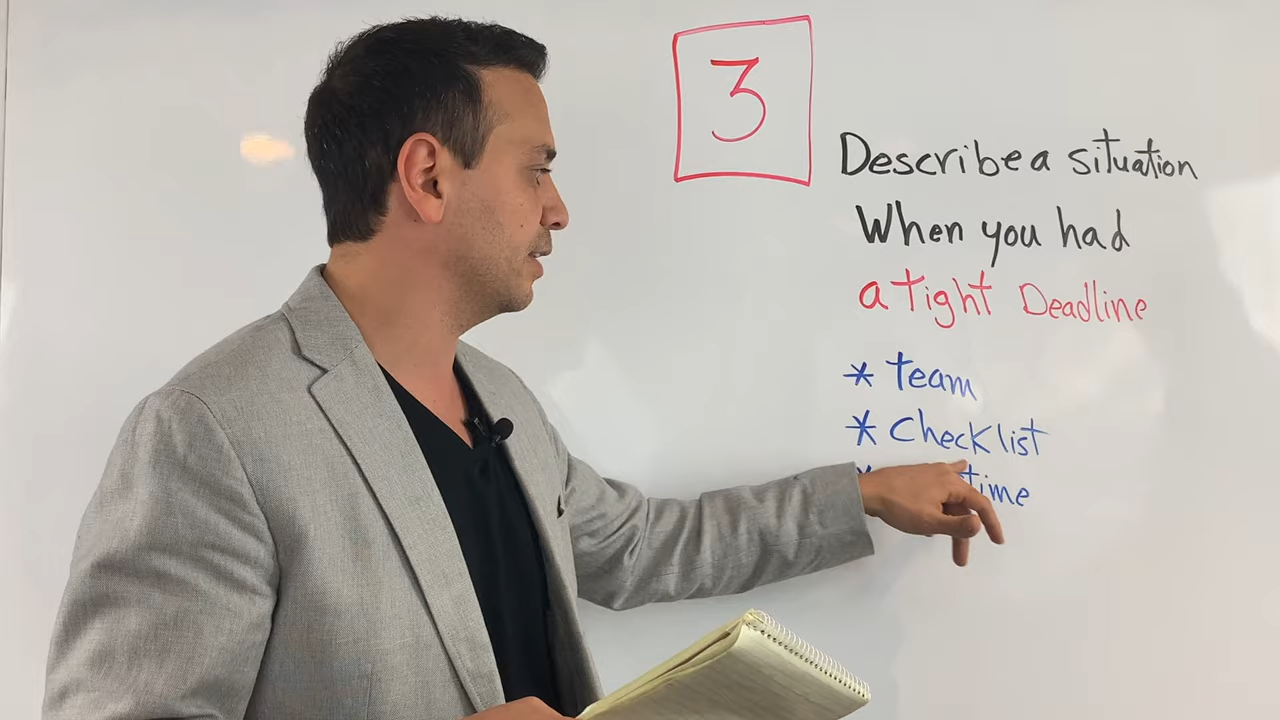 3
Describe a situation
When you had
a tight Deadline
* team
* Checklist
* time